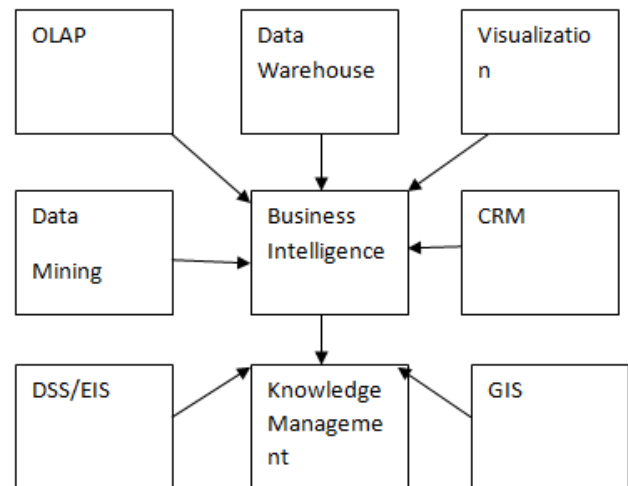 OLAP
Data
Warehouse
Visualizatio
n
Data
Mining
Business
Intelligence
CRM
DSS/EIS
Knowledge
Manageme
nt
GIS